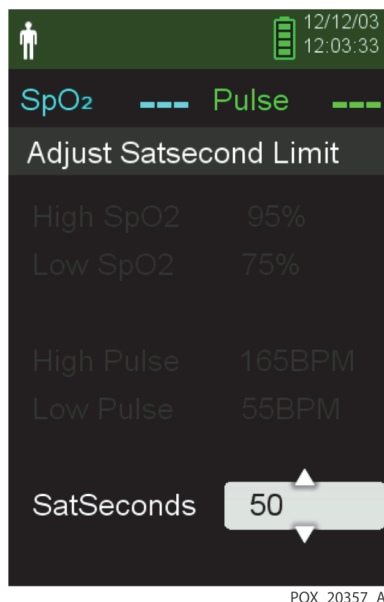 12/12/03
12:03:33
SpO₂ --- Pulse ---
Adjust Satsecond Limit
High SpO2 95%
Low SpO2 75%
High Pulse 165BPM
Low Pulse 55BPM
SatSeconds 50
POX_20357_A